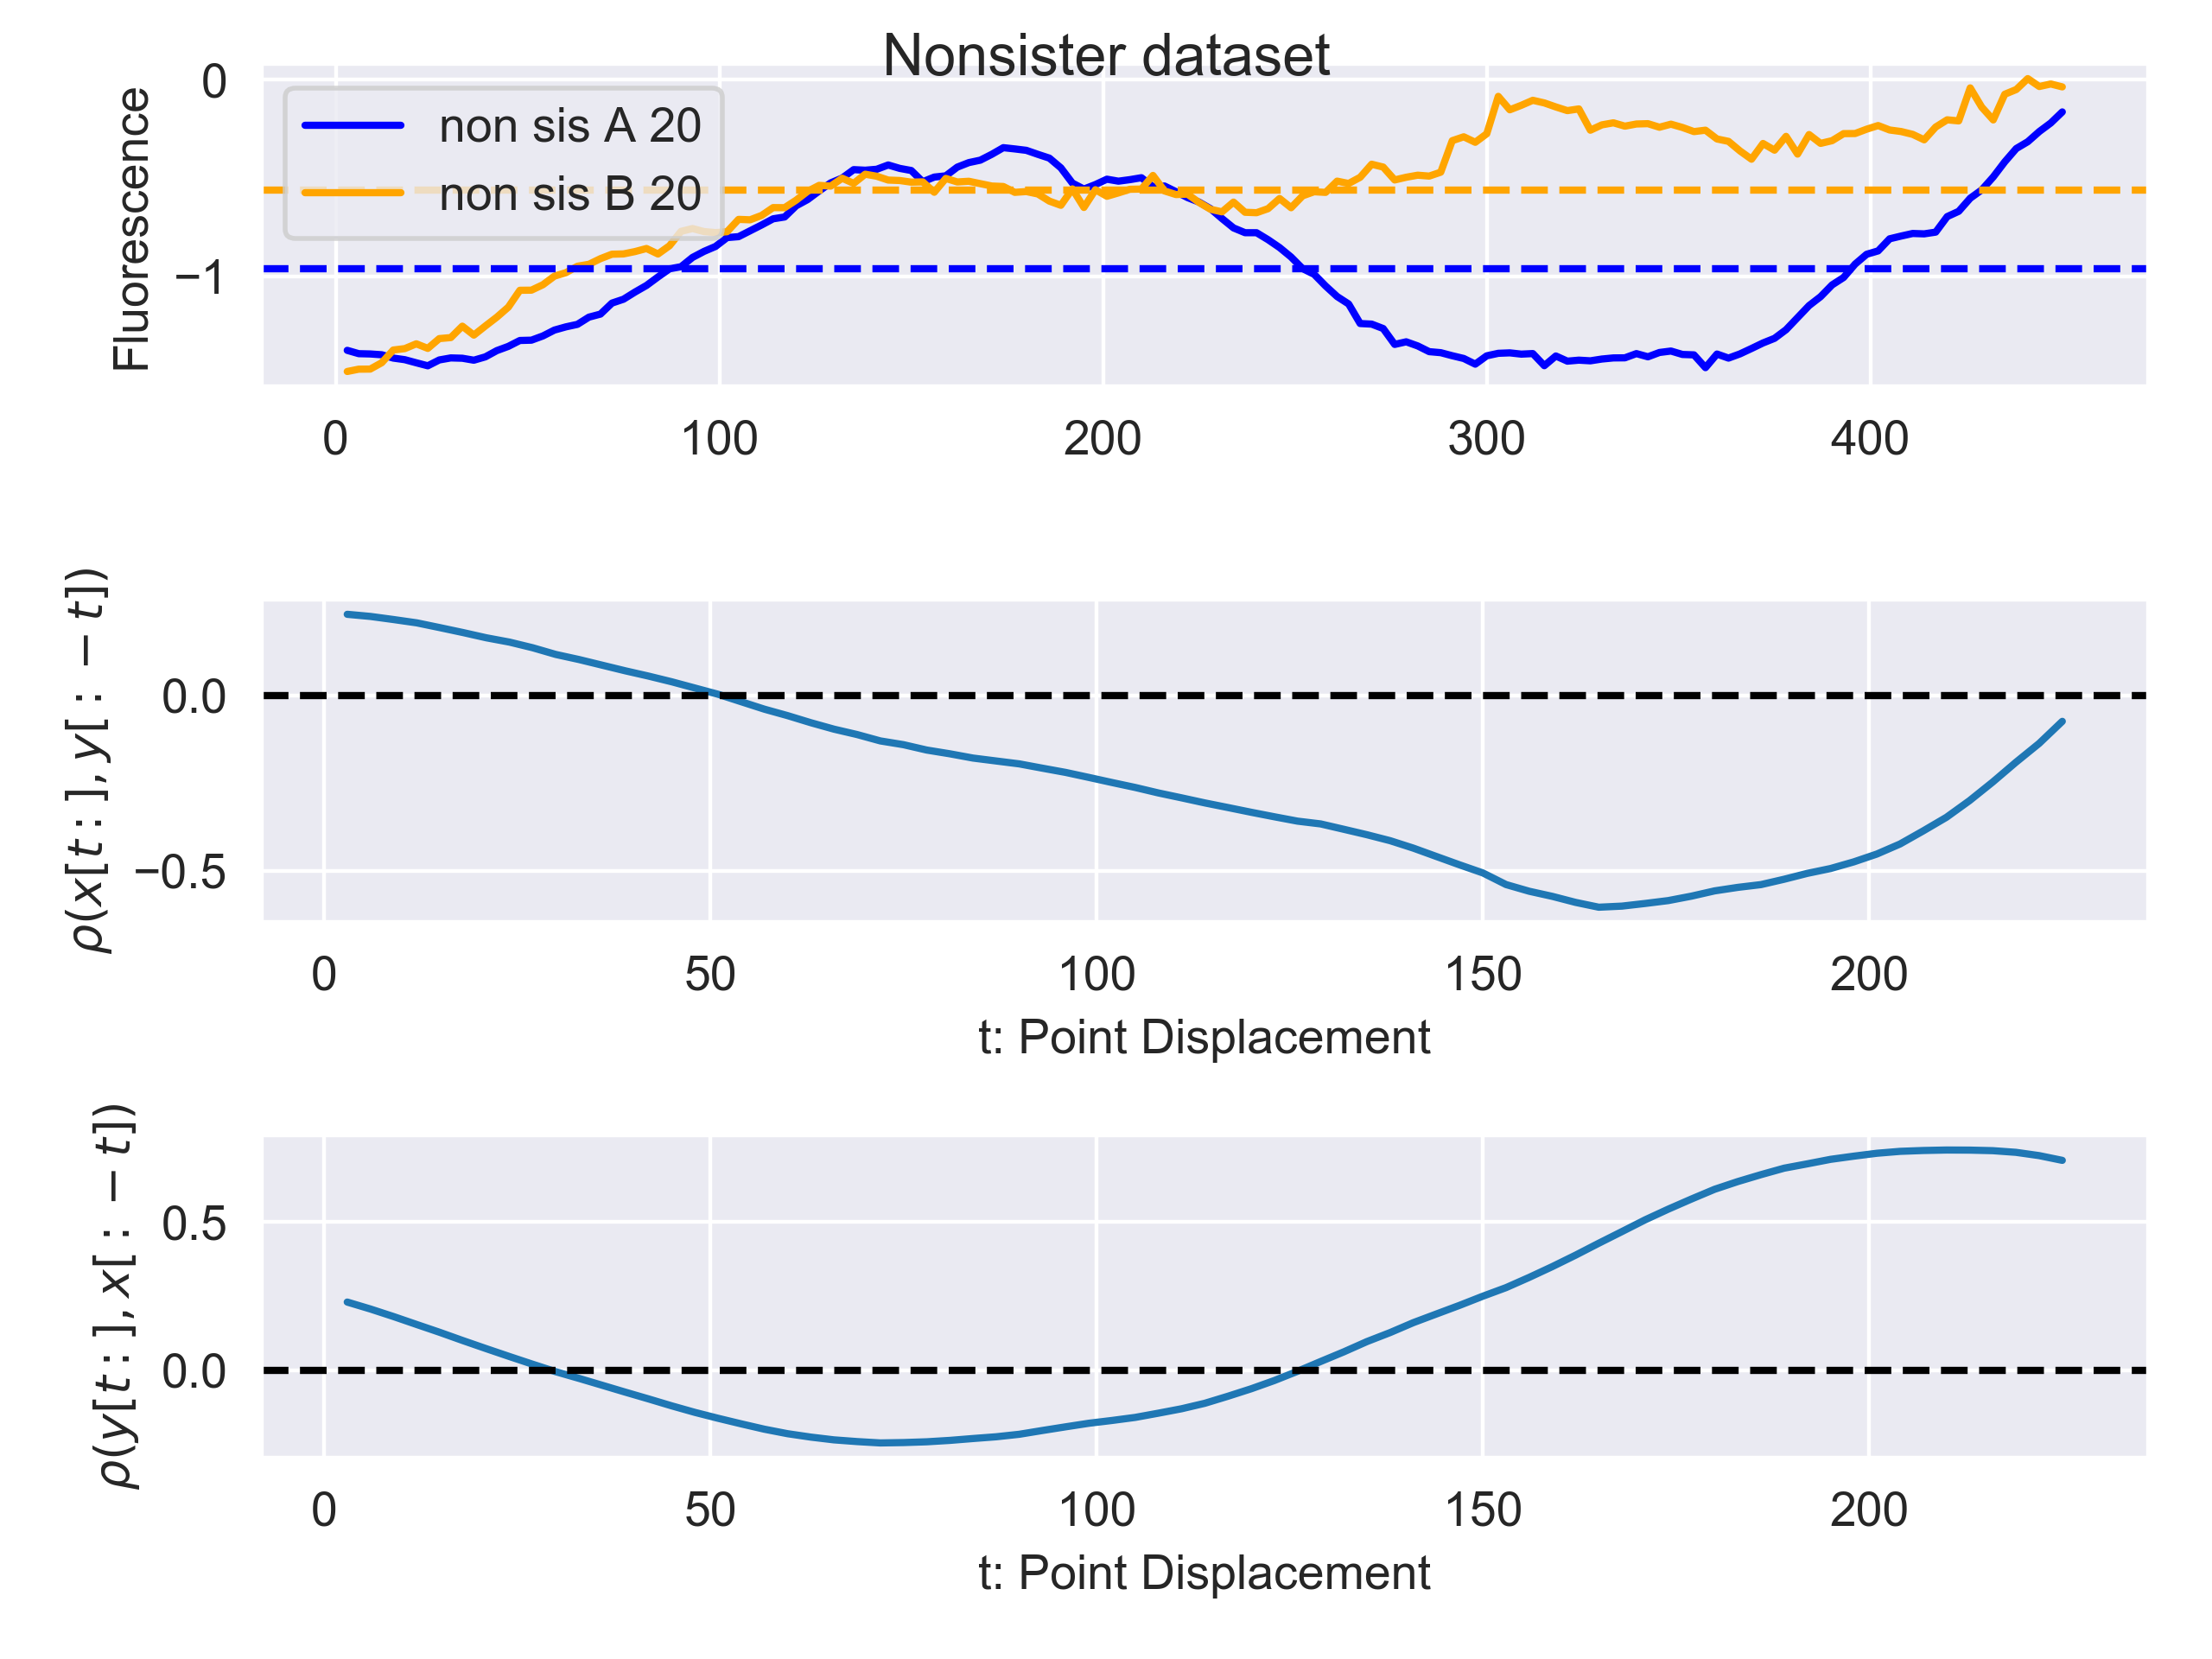 Nonsister dataset
Fluorescence
0
−1
non sis A 20
non sis B 20
0 100 200 300 400
ρ(x[t:], y[:−t])
0.0
−0.5
0 50 100 150 200
t: Point Displacement
ρ(y[t:], x[:−t])
0.5
0.0
0 50 100 150 200
t: Point Displacement